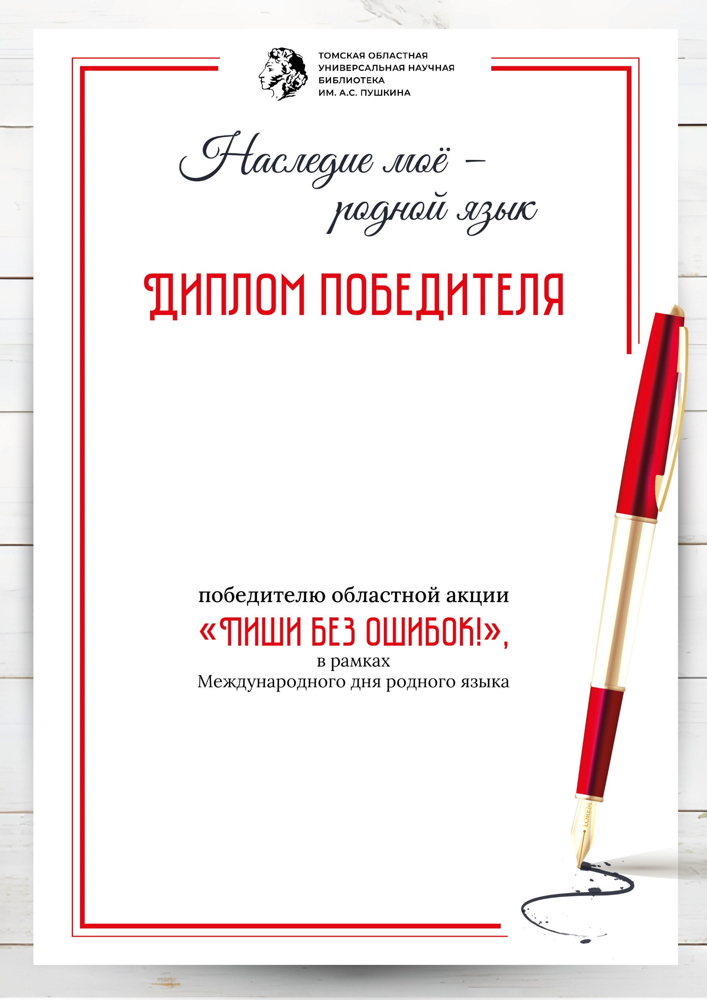 ТОМСКАЯ ОБЛАСТНАЯ
УНИВЕРСАЛЬНАЯ НАУЧНАЯ
БИБЛИОТЕКА
ИМ. А.С. ПУШКИНА
Наследие моё –
родной язык
ДИПЛОМ ПОБЕДИТЕЛЯ
победителю областной акции
«ПИШИ БЕЗ ОШИБОК!»,
в рамках
Международного дня родного языка
LOREM